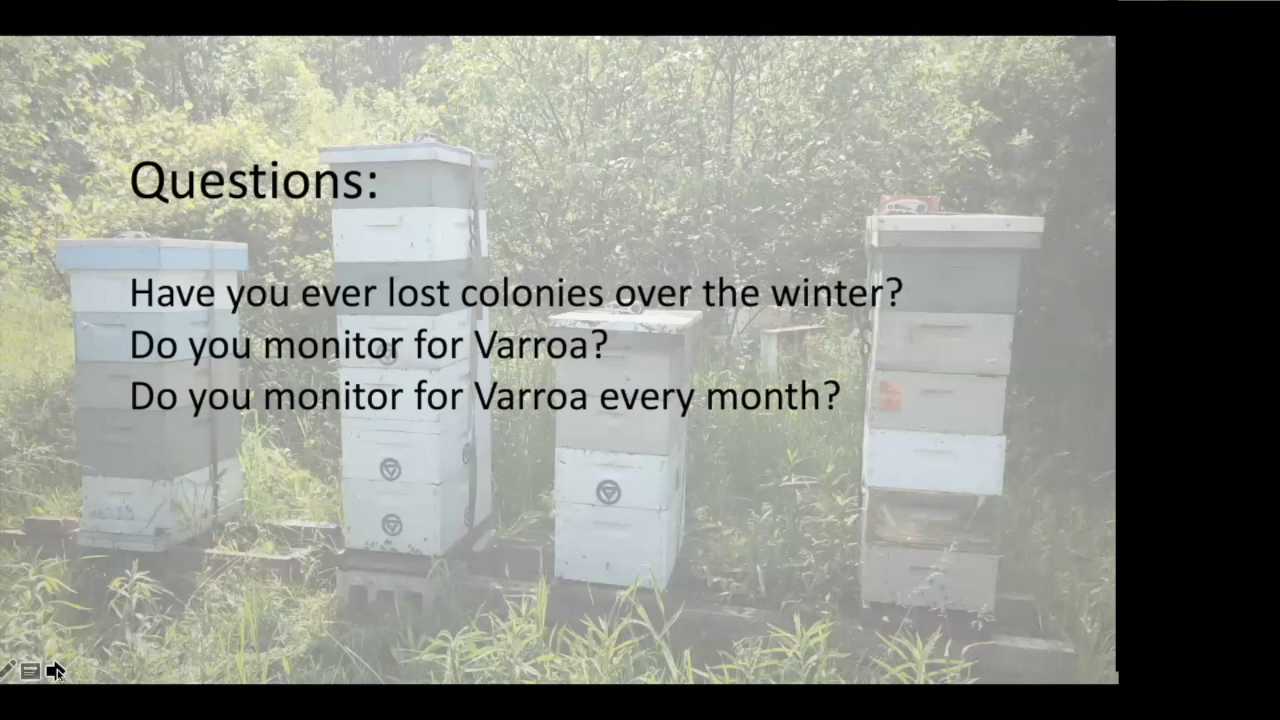 Questions:
Have you ever lost colonies over the winter?
Do you monitor for Varroa?
Do you monitor for Varroa every month?